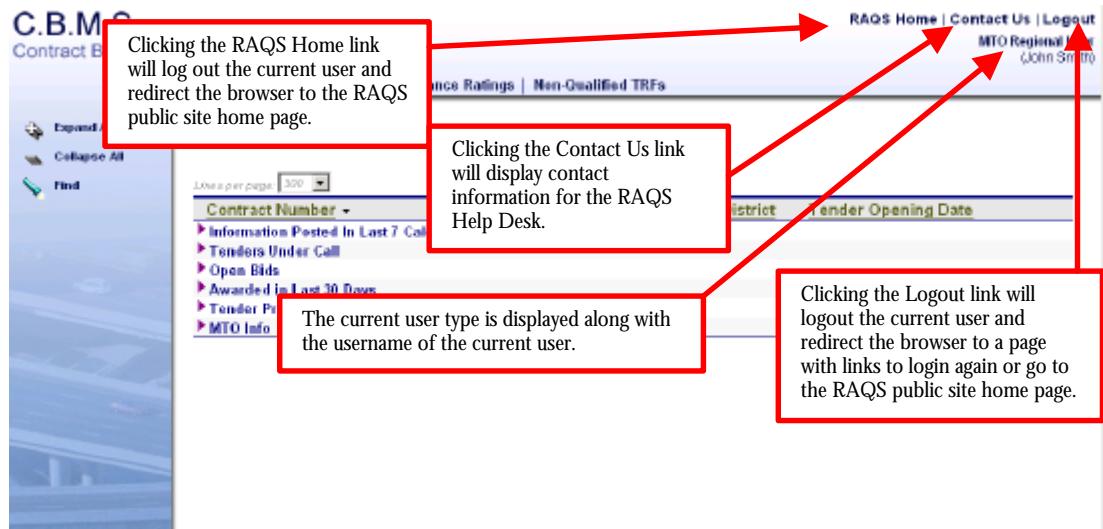 C.B.M.S
RAQS Home | Contact Us | Logout
Contract B
MTO Regional
(John Smith)
Clicking the RAQS Home link
will log out the current user and
redirect the browser to the RAQS
public site home page.
nce Ratings | Non-Qualified TRFs
Expand A
Collapse All
Find
Clicking the Contact Us link
will display contact
information for the RAQS
Help Desk.
Lines per page: 300
Contract Number
istrict
Tender Opening Date
Information Posted In Last 7 Cal
Tenders Under Call
Open Bids
Awarded in Last 30 Days
Tender Pr
MTO Info
The current user type is displayed along with
the username of the current user.
Clicking the Logout link will
logout the current user and
redirect the browser to a page
with links to login again or go to
the RAQS public site home page.